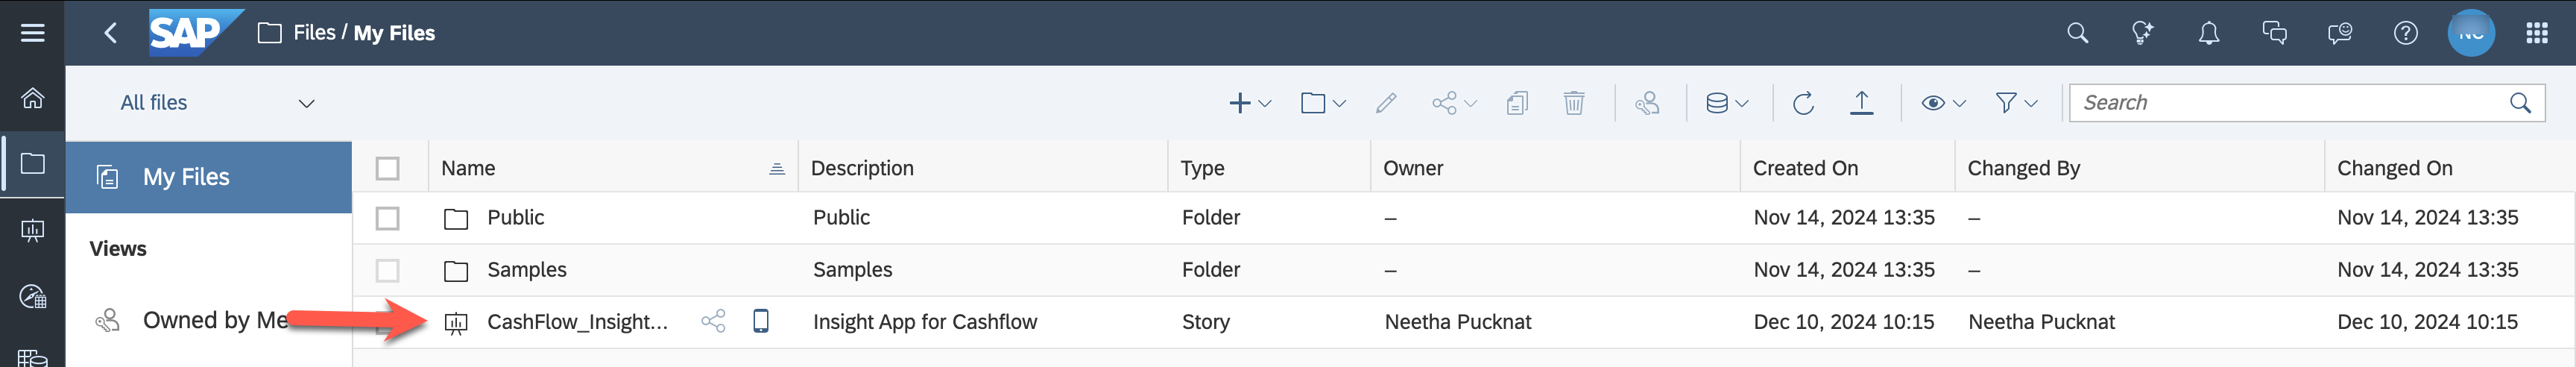 SAP Files / My Files NC
All files Search
My Files Name Description Type Owner Created On Changed By Changed On
Public Public Folder – Nov 14, 2024 13:35 – Nov 14, 2024 13:35
Views
Samples Samples Folder – Nov 14, 2024 13:35 – Nov 14, 2024 13:35
Owned by Me CashFlow_Insight... Insight App for Cashflow Story Neetha Pucknat Dec 10, 2024 10:15 Neetha Pucknat Dec 10, 2024 10:15